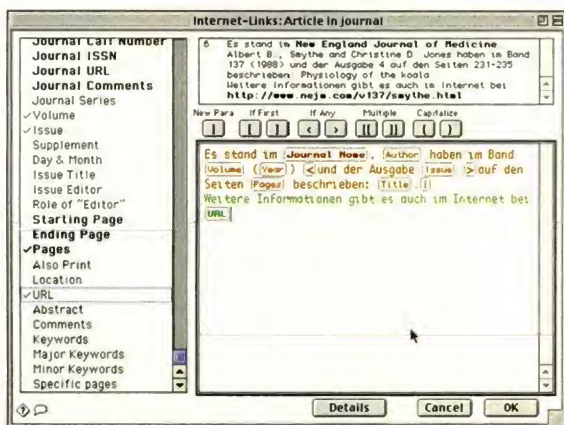 Internet-Links: Article in journal
Journal Call Number
Journal ISSN
Journal URL
Journal Comments
Journal Series
✓Volume
✓Issue
Supplement
Day & Month
Issue Title
Issue Editor
Role of "Editor"
Starting Page
Ending Page
✓Pages
Also Print
Location
✓URL
Abstract
Comments
Keywords
Major Keywords
Minor Keywords
Specific pages
6 Es stand im New England Journal of Medicine
Albert B., Smythe and Christine D. Jones haben im Band
137 (1988) und der Ausgabe 4 auf den Seiten 231-235
beschrieben: Physiology of the koala
Weitere Informationen gibt es auch im Internet bei
http://www.nejm.com/v137/smythe.html
New Para If First If Any Multiple Capitalize
| [ ] < > [[ ]] ( )
Es stand im Journal Name. Author haben im Band
Volume (Year) <und der Ausgabe Issue > auf den
Seiten Pages beschrieben: Title.|
Weitere Informationen gibt es auch im Internet bei
URL
Details Cancel OK